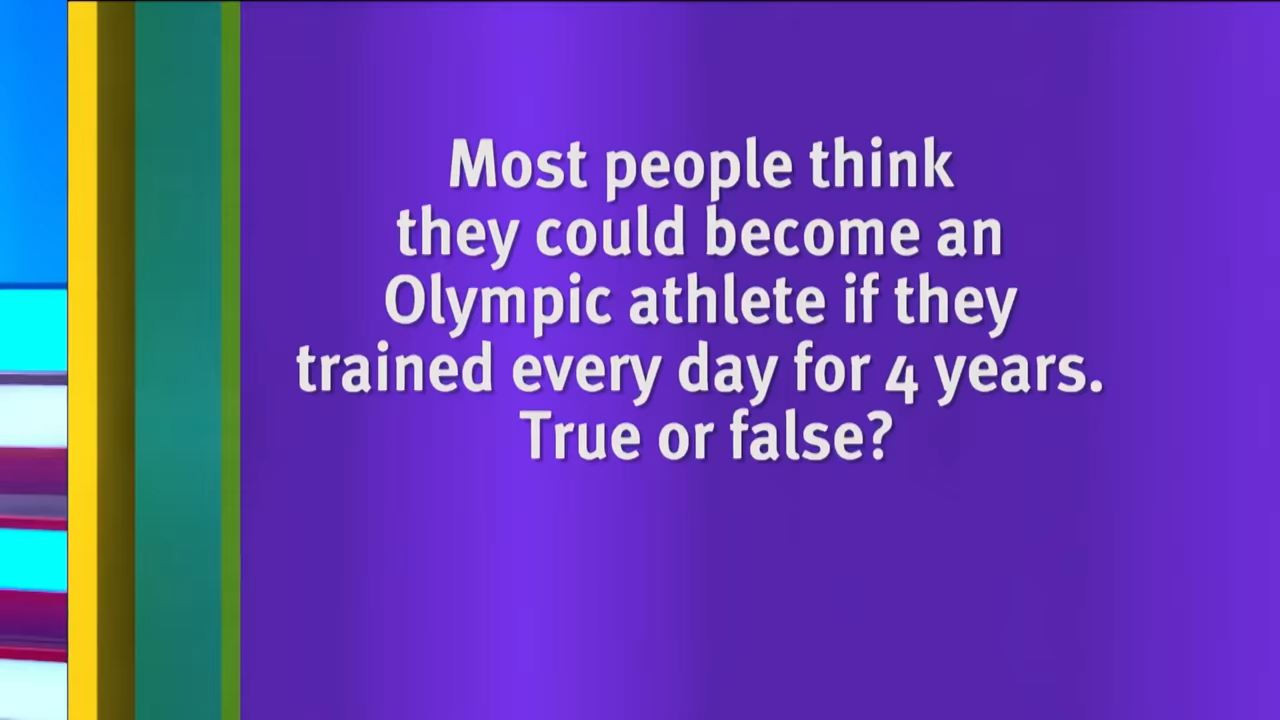 Most people think
they could become an
Olympic athlete if they
trained every day for 4 years.
True or false?